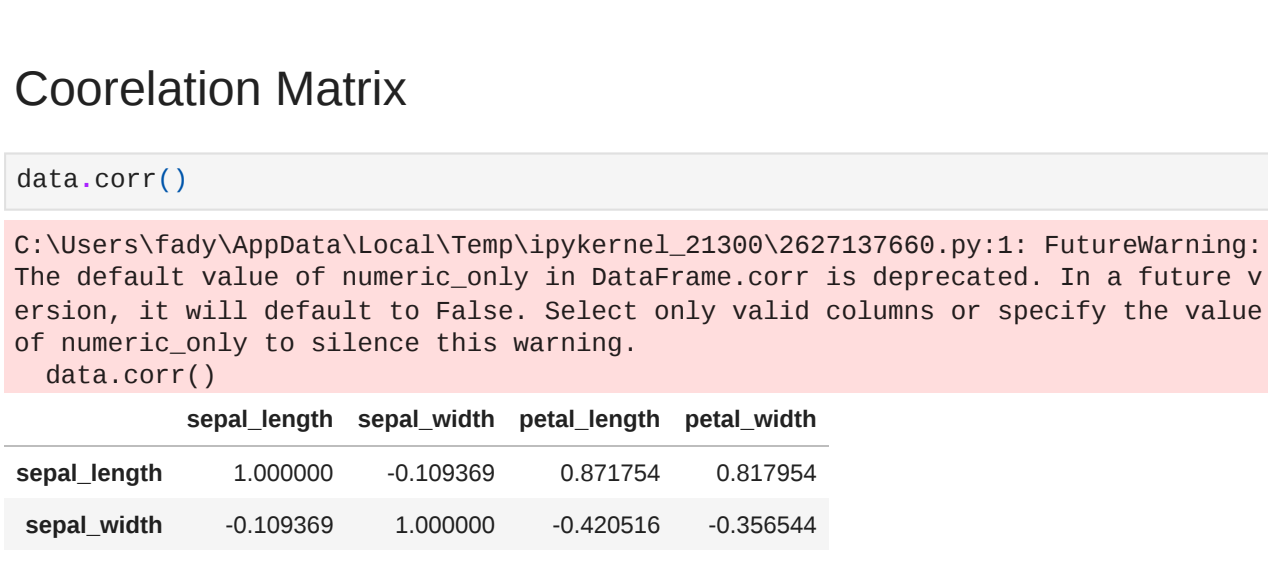 Coorelation Matrix
data.corr()
C:\Users\fady\AppData\Local\Temp\ipykernel_21300\2627137660.py:1: FutureWarning:
The default value of numeric_only in DataFrame.corr is deprecated. In a future v
ersion, it will default to False. Select only valid columns or specify the value
of numeric_only to silence this warning.
  data.corr()
sepal_length sepal_width petal_length petal_width
sepal_length 1.000000 -0.109369 0.871754 0.817954
sepal_width -0.109369 1.000000 -0.420516 -0.356544